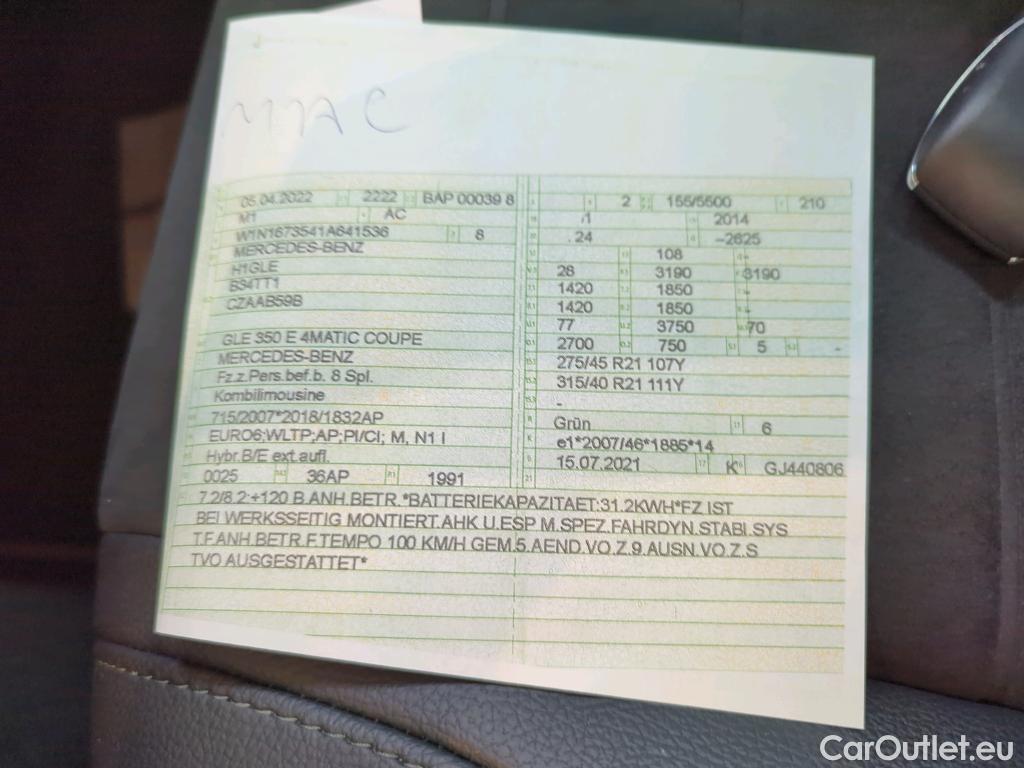 MAC
05.04.2022 2222 BAP 00039 8
M1 AC
W1N1673541A641536 8
MERCEDES-BENZ
H1GLE
B34TT1
CZAAB59B
GLE 350 E 4MATIC COUPE
MERCEDES-BENZ
Fz.z.Pers.bef.b. 8 Spl.
Kombilimousine
715/2007*2018/1832AP
EURO6;WLTP;AP;PI/CI; M, N1 I
Hybr.B/E ext.aufl.
0025 36AP 1991
2 155/5500 210
2014
24 –2625
108
28 3190 3190
1420 1850 -
1420 1850 -
77 3750 70
2700 750 5 -
275/45 R21 107Y
315/40 R21 111Y
-
Grün 6
e1*2007/46*1885*14
15.07.2021 K GJ440806
7.2/8.2:+120 B.ANH.BETR.*BATTERIEKAPAZITAET:31.2KWH*FZ IST
BEI WERKSSEITIG MONTIERT.AHK U.ESP M.SPEZ.FAHRDYN.STABI.SYS
T.F.ANH.BETR.F.TEMPO 100 KM/H GEM.5.AEND.VO.Z.9.AUSN.VO.Z.S
TVO AUSGESTATTET*
CarOutlet.eu